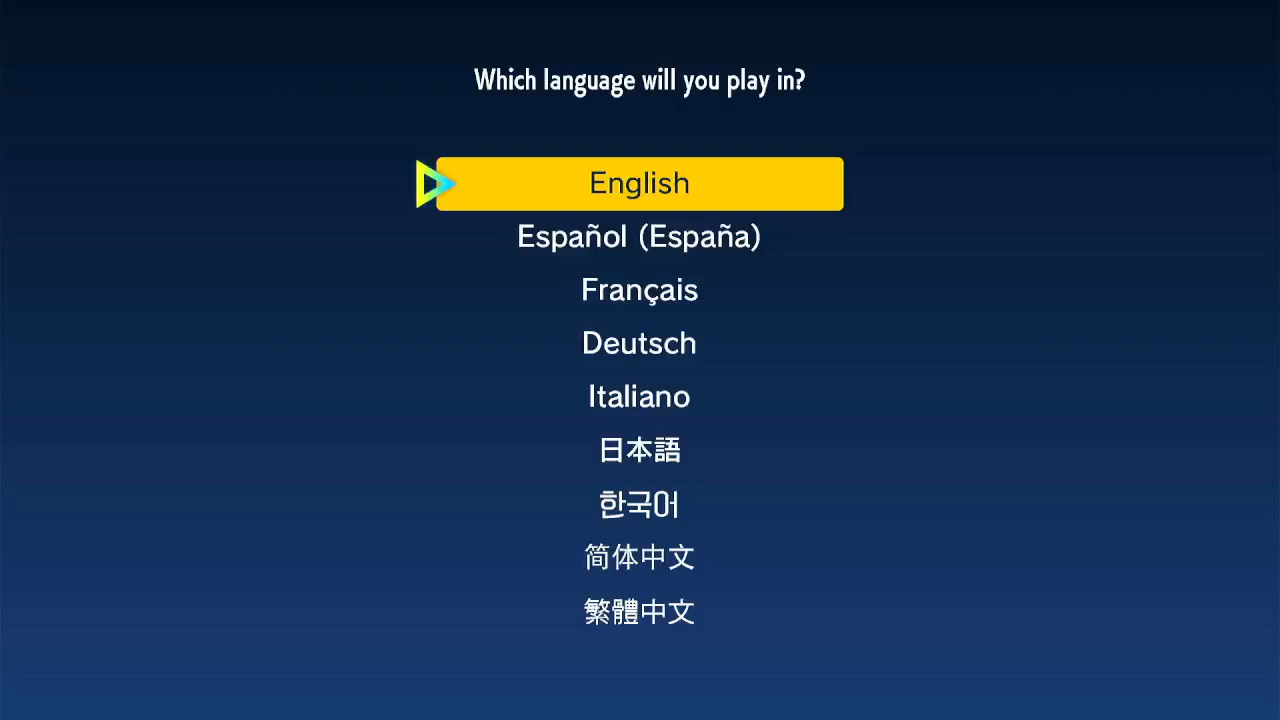 Which language will you play in?
English
Español (España)
Français
Deutsch
Italiano
日本語
한국어
简体中文
繁體中文